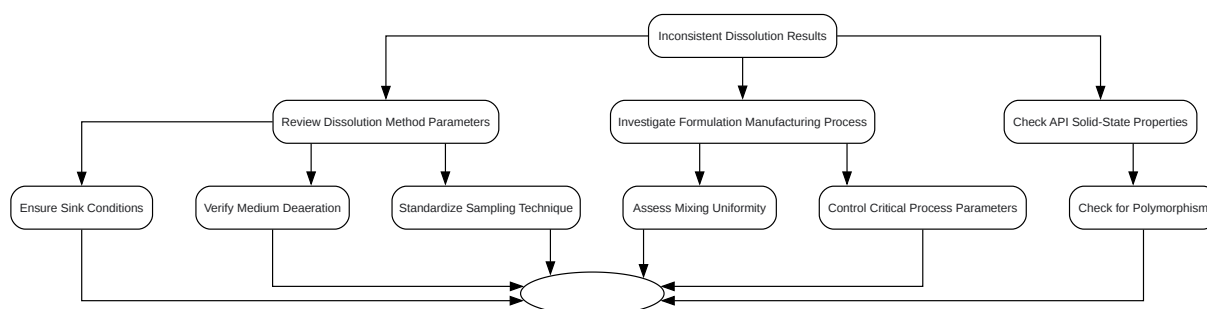 Inconsistent Dissolution Results
Review Dissolution Method Parameters
Investigate Formulation Manufacturing Process
Check API Solid-State Properties
Ensure Sink Conditions
Verify Medium Deaeration
Standardize Sampling Technique
Assess Mixing Uniformity
Control Critical Process Parameters
Check for Polymorphism